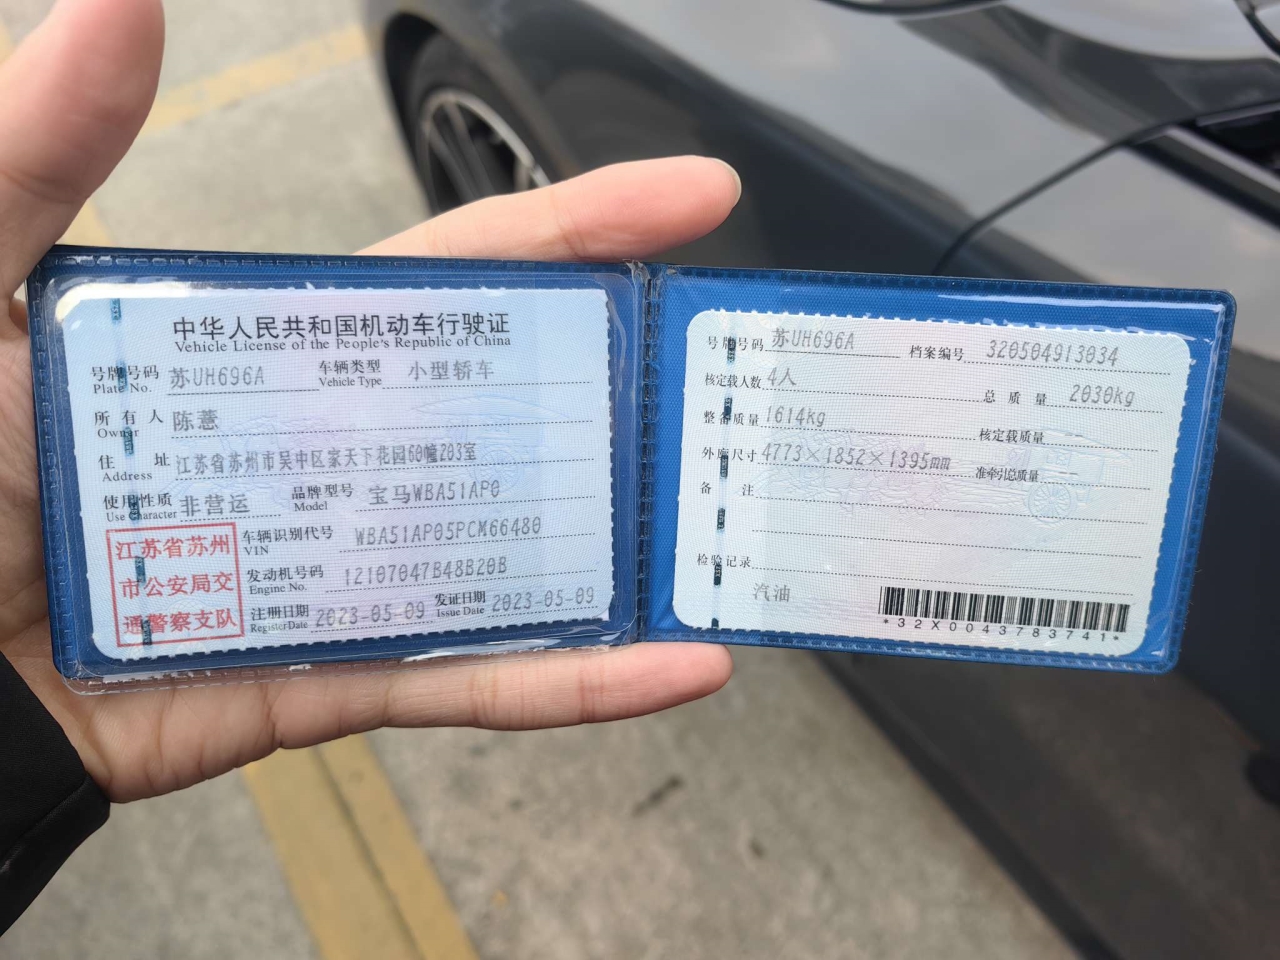 中华人民共和国机动车行驶证
Vehicle License of the People's Republic of China
号牌号码 Plate No. 苏UH696A 车辆类型 Vehicle Type 小型轿车
所有人 Owner 陈薏
住址 Address 江苏省苏州市吴中区家天下花园60幢203室
使用性质 Use Character 非营运 品牌型号 Model 宝马WBA51AP0
江苏省苏州
市公安局交
通警察支队
车辆识别代号 VIN WBA51AP05PCM66480
发动机号码 Engine No. 12107047B48B20B
注册日期 Register Date 2023-05-09 发证日期 Issue Date 2023-05-09
号牌号码 苏UH696A 档案编号 320504913034
核定载人数 4人 总质量 2030kg
整备质量 1614kg 核定载质量
外廓尺寸 4773×1852×1395mm 准牵引总质量 --
备注
检验记录
汽油
*32X0043783741*